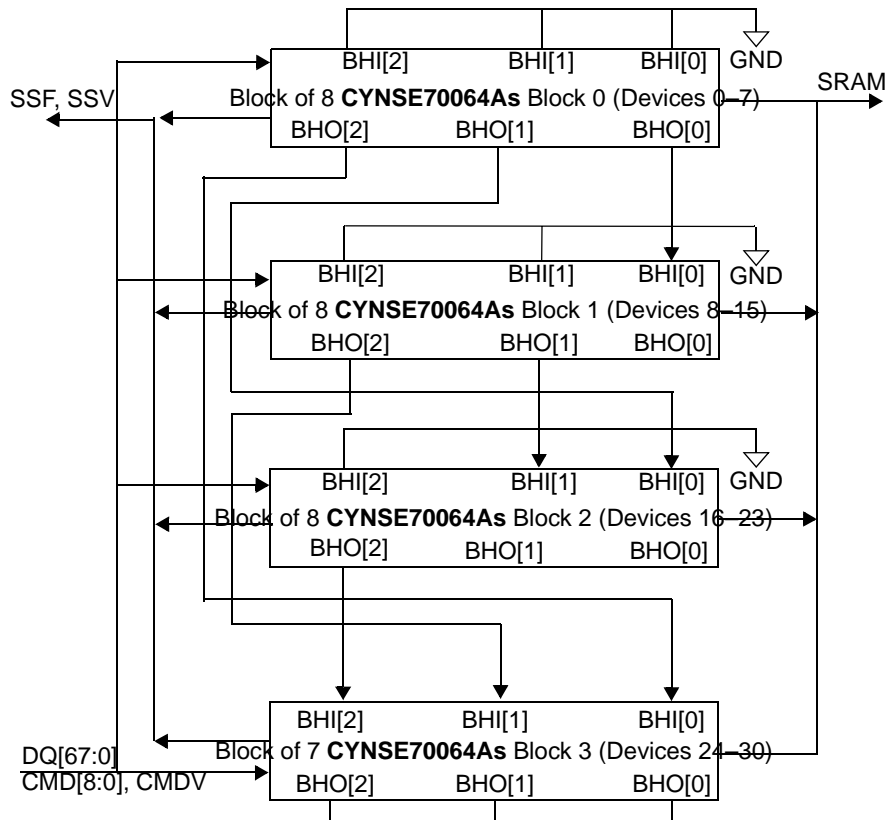 BHI[2] BHI[1] BHI[0] GND
SSF, SSV Block of 8 CYNSE70064As Block 0 (Devices 0–7) SRAM
BHO[2] BHO[1] BHO[0]
BHI[2] BHI[1] BHI[0] GND
Block of 8 CYNSE70064As Block 1 (Devices 8–15)
BHO[2] BHO[1] BHO[0]
BHI[2] BHI[1] BHI[0] GND
Block of 8 CYNSE70064As Block 2 (Devices 16–23)
BHO[2] BHO[1] BHO[0]
BHI[2] BHI[1] BHI[0]
DQ[67:0] Block of 7 CYNSE70064As Block 3 (Devices 24–30)
CMD[8:0], CMDV BHO[2] BHO[1] BHO[0]